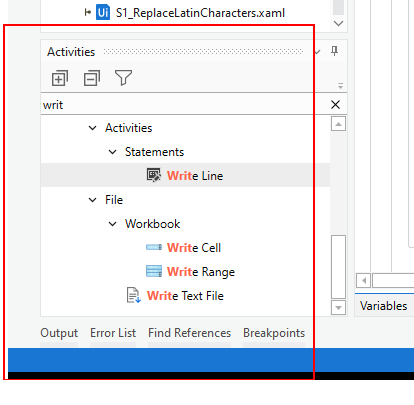 Ui S1_ReplaceLatinCharacters.xaml
Activities
writ
Activities
Statements
Write Line
File
Workbook
Write Cell
Write Range
Write Text File
Variables
Output Error List Find References Breakpoints